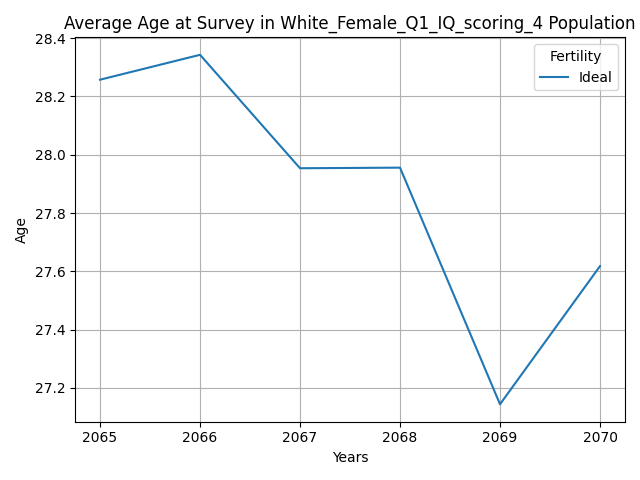 Average Age at Survey in White_Female_Q1_IQ_scoring_4 Population
28.4
28.2
28.0
27.8
27.6
27.4
27.2
Age
Fertility
Ideal
2065 2066 2067 2068 2069 2070
Years